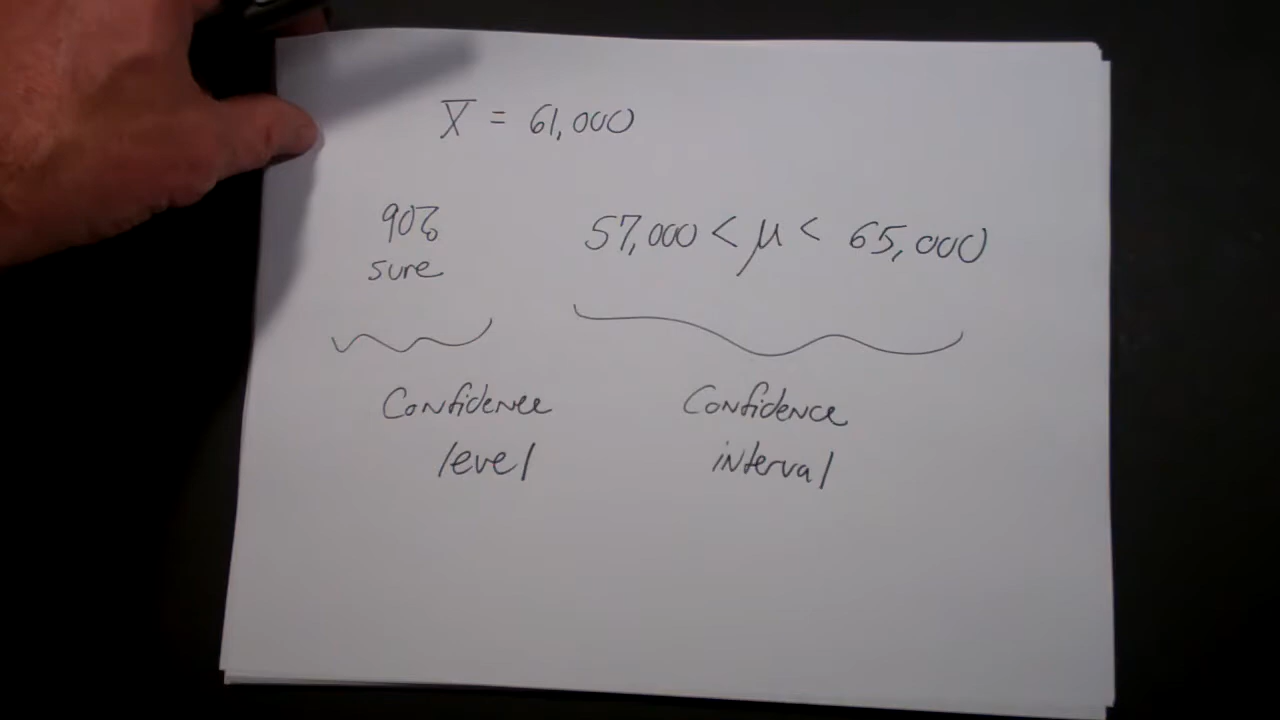 X̄ = 61,000
90% sure
57,000 < μ < 65,000
Confidence level
Confidence interval